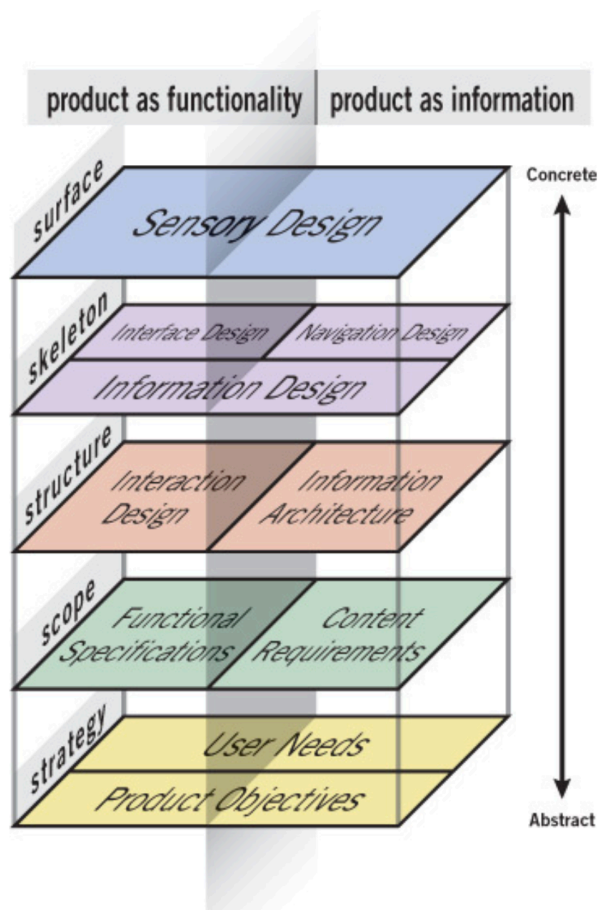 product as functionality
product as information
Concrete
surface
Sensory Design
skeleton
Interface Design
Navigation Design
Information Design
structure
Interaction
Design
Information
Architecture
scope
Functional
Specifications
Content
Requirements
strategy
User Needs
Product Objectives
Abstract